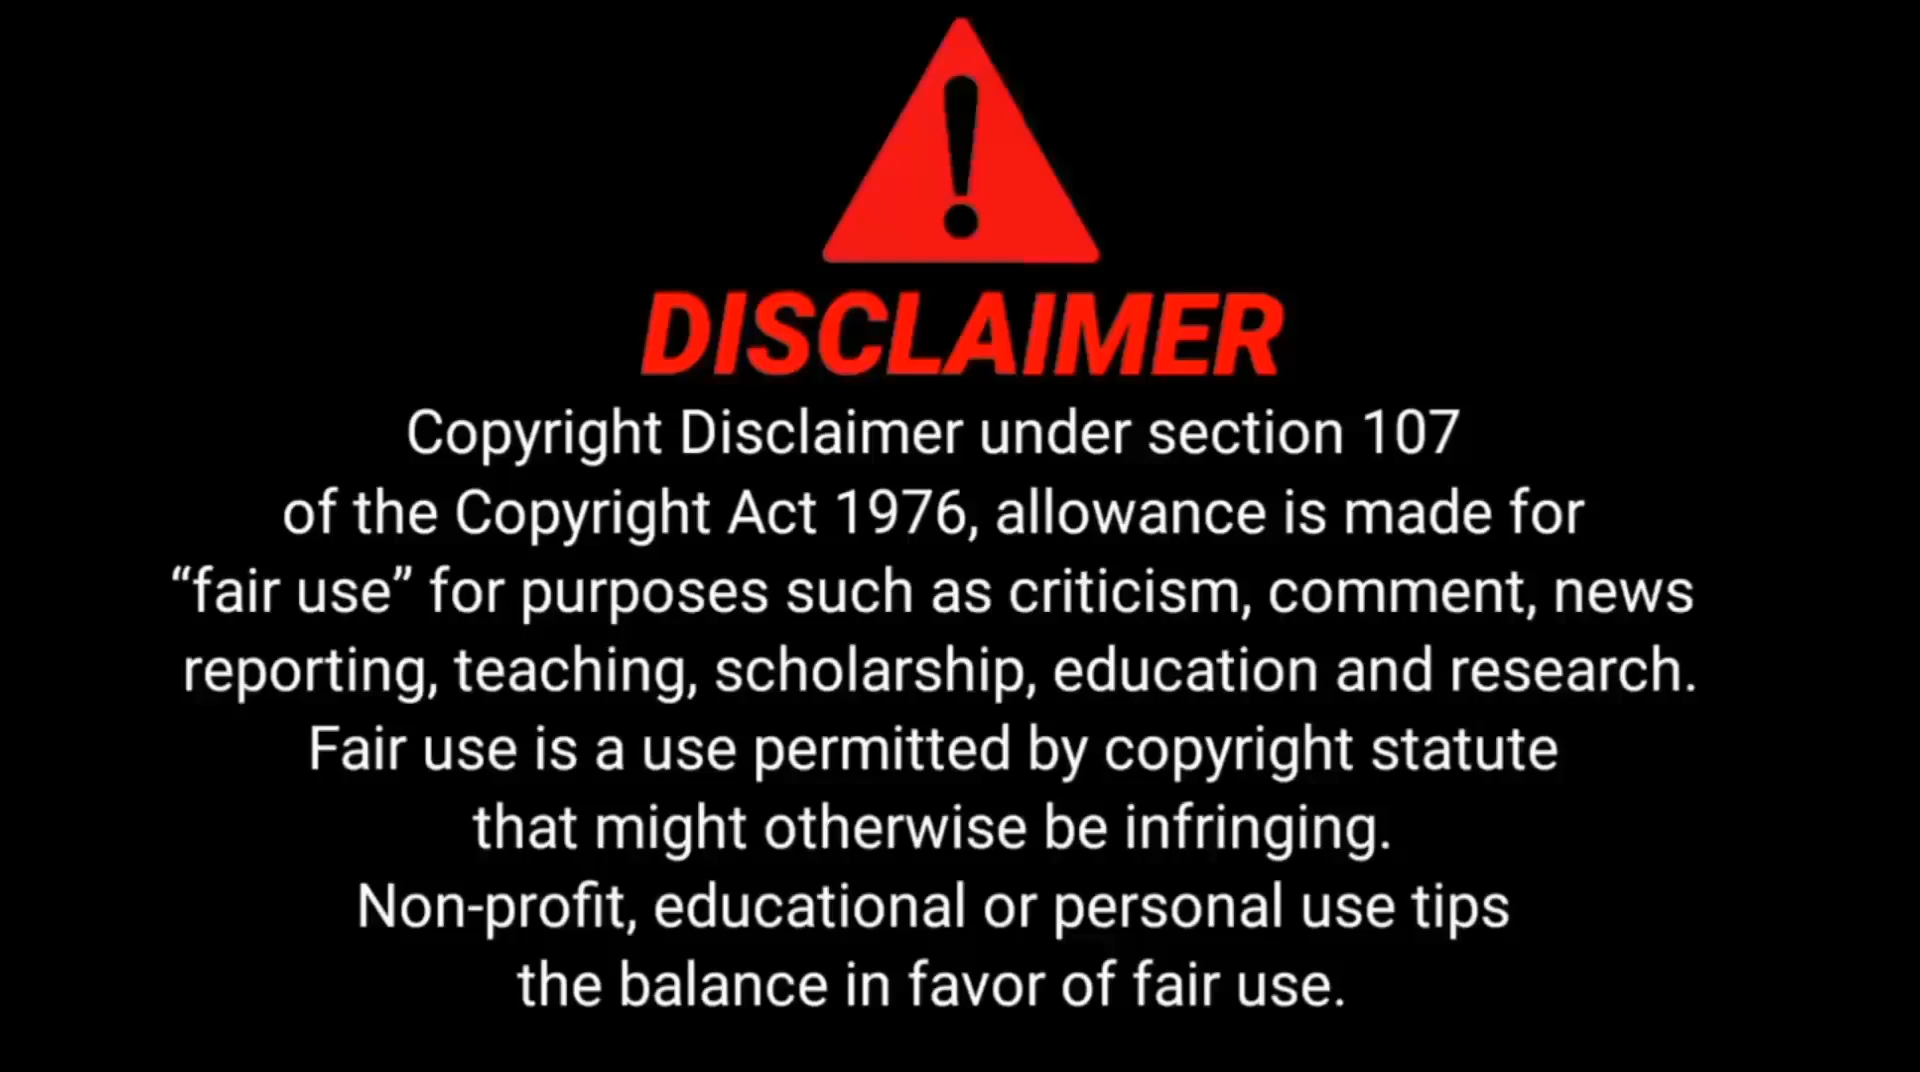 DISCLAIMER
Copyright Disclaimer under section 107
of the Copyright Act 1976, allowance is made for
“fair use” for purposes such as criticism, comment, news
reporting, teaching, scholarship, education and research.
Fair use is a use permitted by copyright statute
that might otherwise be infringing.
Non-profit, educational or personal use tips
the balance in favor of fair use.